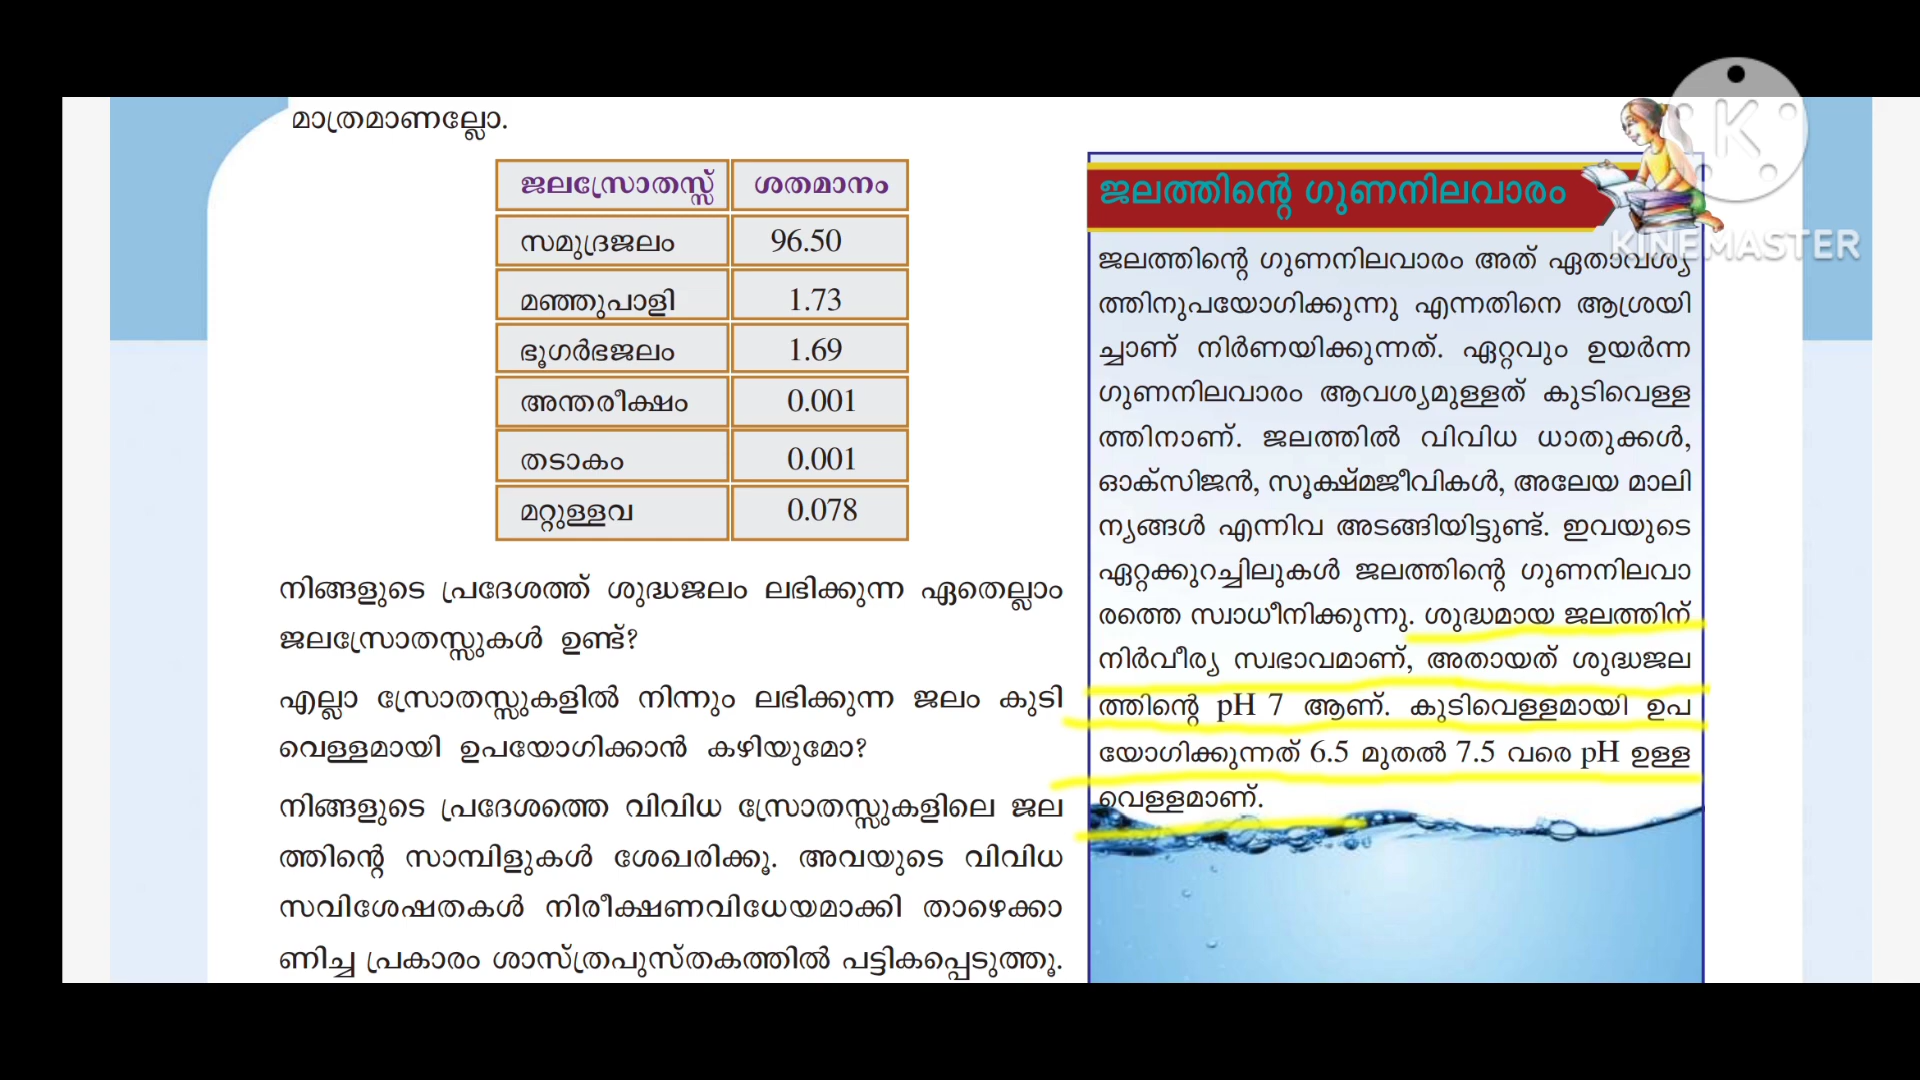 മാത്രമാണല്ലോ.
ജലസ്രോതസ്സ് ശതമാനം
സമുദ്രജലം 96.50
മഞ്ഞുപാളി 1.73
ഭൂഗർഭജലം 1.69
അന്തരീക്ഷം 0.001
തടാകം 0.001
മറ്റുള്ളവ 0.078
നിങ്ങളുടെ പ്രദേശത്ത് ശുദ്ധജലം ലഭിക്കുന്ന ഏതെല്ലാം
ജലസ്രോതസ്സുകൾ ഉണ്ട്?
എല്ലാ സ്രോതസ്സുകളിൽ നിന്നും ലഭിക്കുന്ന ജലം കുടി
വെള്ളമായി ഉപയോഗിക്കാൻ കഴിയുമോ?
നിങ്ങളുടെ പ്രദേശത്തെ വിവിധ സ്രോതസ്സുകളിലെ ജല
ത്തിന്റെ സാമ്പിളുകൾ ശേഖരിക്കൂ. അവയുടെ വിവിധ
സവിശേഷതകൾ നിരീക്ഷണവിധേയമാക്കി താഴെക്കാ
ണിച്ച പ്രകാരം ശാസ്ത്രപുസ്തകത്തിൽ പട്ടികപ്പെടുത്തൂ.
ജലത്തിന്റെ ഗുണനിലവാരം
ജലത്തിന്റെ ഗുണനിലവാരം അത് ഏതാവശ്യ
ത്തിനുപയോഗിക്കുന്നു എന്നതിനെ ആശ്രയി
ച്ചാണ് നിർണയിക്കുന്നത്. ഏറ്റവും ഉയർന്ന
ഗുണനിലവാരം ആവശ്യമുള്ളത് കുടിവെള്ള
ത്തിനാണ്. ജലത്തിൽ വിവിധ ധാതുക്കൾ,
ഓക്സിജൻ, സൂക്ഷ്മജീവികൾ, അലേയ മാലി
ന്യങ്ങൾ എന്നിവ അടങ്ങിയിട്ടുണ്ട്. ഇവയുടെ
ഏറ്റക്കുറച്ചിലുകൾ ജലത്തിന്റെ ഗുണനിലവാ
രത്തെ സ്വാധീനിക്കുന്നു. ശുദ്ധമായ ജലത്തിന്
നിർവീര്യ സ്വഭാവമാണ്, അതായത് ശുദ്ധജല
ത്തിന്റെ pH 7 ആണ്. കുടിവെള്ളമായി ഉപ
യോഗിക്കുന്നത് 6.5 മുതൽ 7.5 വരെ pH ഉള്ള
വെള്ളമാണ്.
K
KINEMASTER